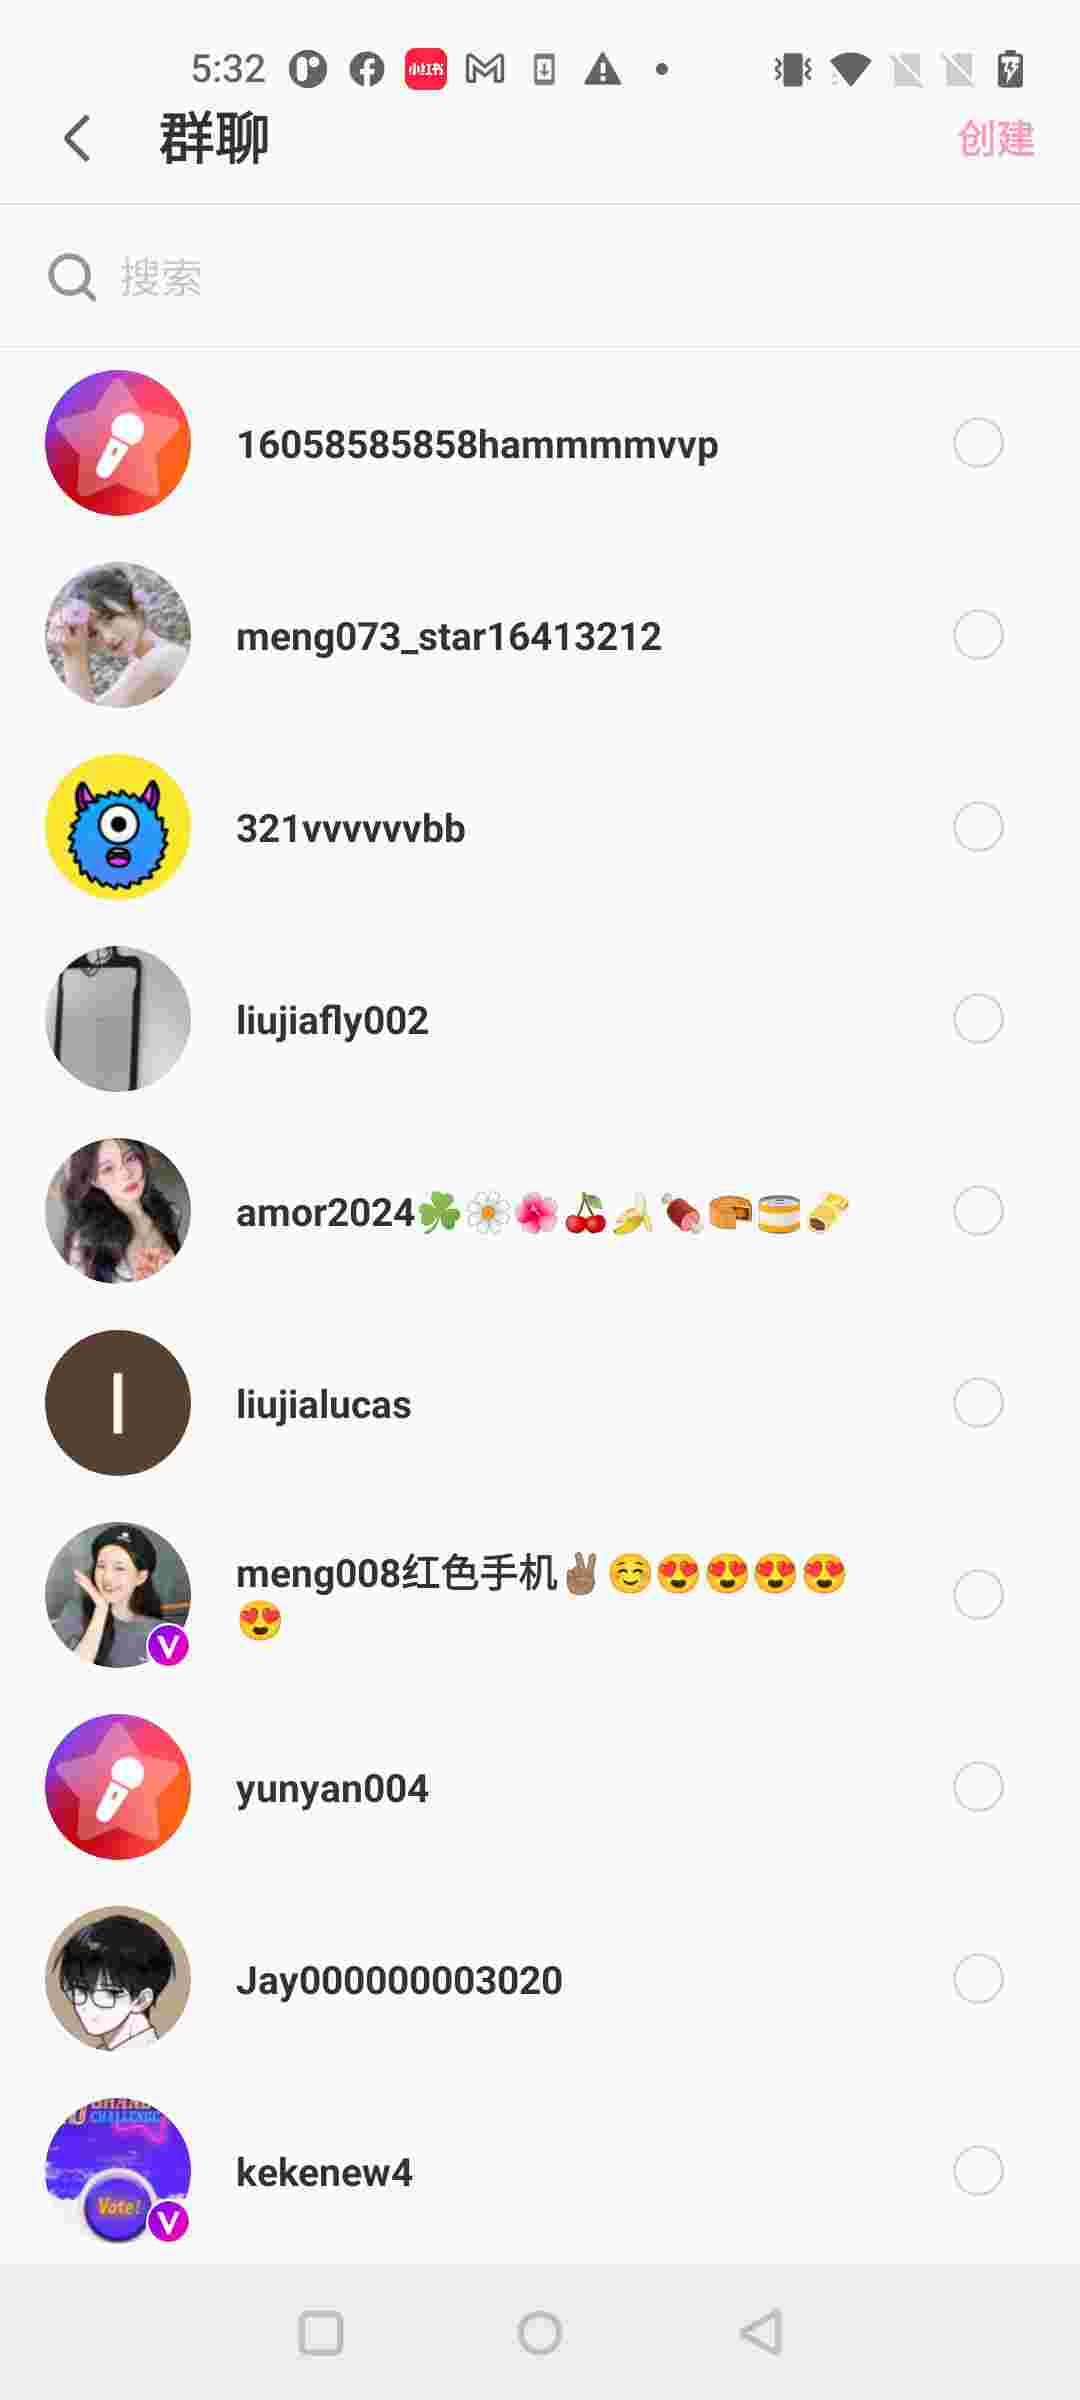 5:32
小红书
群聊
创建
搜索
16058585858hammmmvvp
meng073_star16413212
321vvvvvvbb
liujiafly002
amor2024☘️🌼🌺🍒🍌🍖🥮🥫🫔
l
liujialucas
meng008红色手机✌🏽☺️😍😍😍😍
😍
V
yunyan004
Jay000000003020
kekenew4
Vote!
V